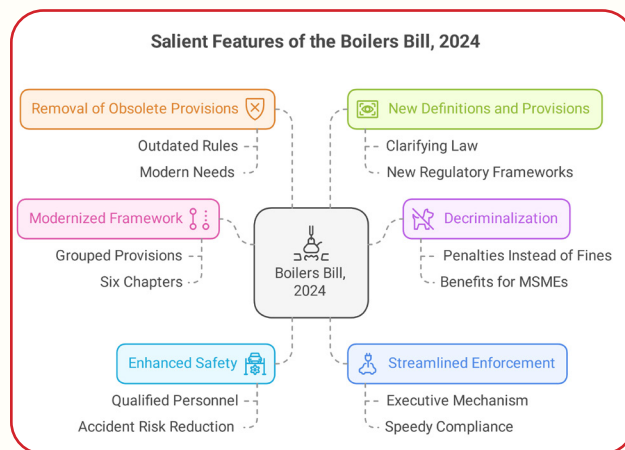 Salient Features of the Boilers Bill, 2024
Removal of Obsolete Provisions
Outdated Rules
Modern Needs
New Definitions and Provisions
Clarifying Law
New Regulatory Frameworks
Modernized Framework
Grouped Provisions
Six Chapters
Boilers Bill,
2024
Decriminalization
Penalties Instead of Fines
Benefits for MSMEs
Enhanced Safety
Qualified Personnel
Accident Risk Reduction
Streamlined Enforcement
Executive Mechanism
Speedy Compliance